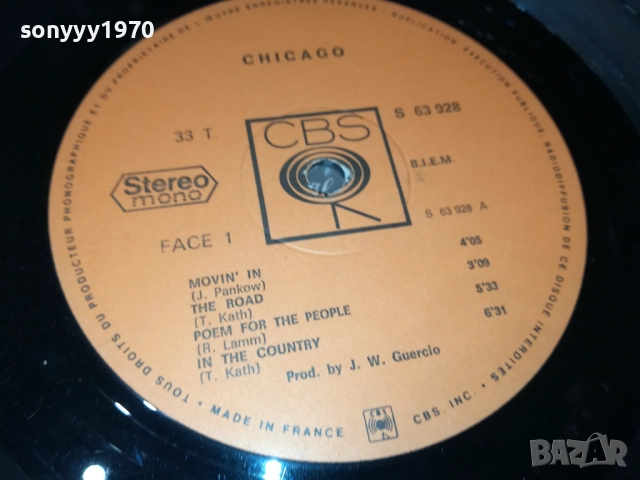 sonyyy1970
CHICAGO
33 T
CBS
S 63 928
B.I.E.M.
Stereo
mono
S 63 928 A
FACE 1
MOVIN' IN 4'05
(J. Pankow)
THE ROAD 3'09
(T. Kath)
POEM FOR THE PEOPLE 5'33
(R. Lamm)
IN THE COUNTRY 6'31
(T. Kath)
Prod. by J. W. Guercio
TOUS DROITS DU PRODUCTEUR PHONOGRAPHIQUE ET DU PROPRIETAIRE DE L'ŒUVRE ENREGISTREE RESERVES - DUPLICATION, EXECUTION PUBLIQUE, RADIODIFFUSION DE CE DISQUE INTERDITES •
• MADE IN FRANCE
CBS
CBS. INC. •
BAZAR